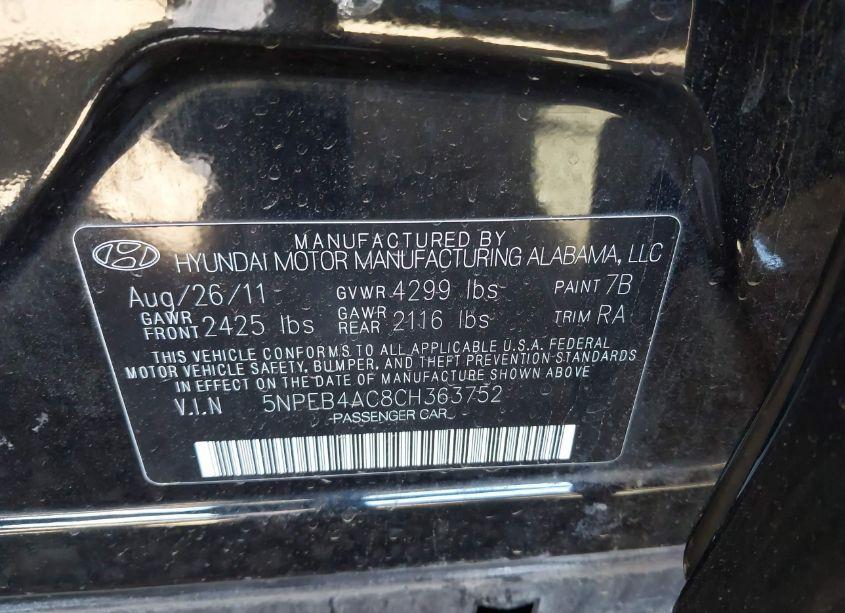 MANUFACTURED BY
HYUNDAI MOTOR MANUFACTURING ALABAMA, LLC
Aug/26/11 GVWR 4299 lbs PAINT 7B
GAWR FRONT 2425 lbs GAWR REAR 2116 lbs TRIM RA
THIS VEHICLE CONFORMS TO ALL APPLICABLE U.S.A. FEDERAL
MOTOR VEHICLE SAFETY, BUMPER, AND THEFT PREVENTION STANDARDS
IN EFFECT ON THE DATE OF MANUFACTURE SHOWN ABOVE
V.I.N 5NPEB4AC8CH363752
-PASSENGER CAR-